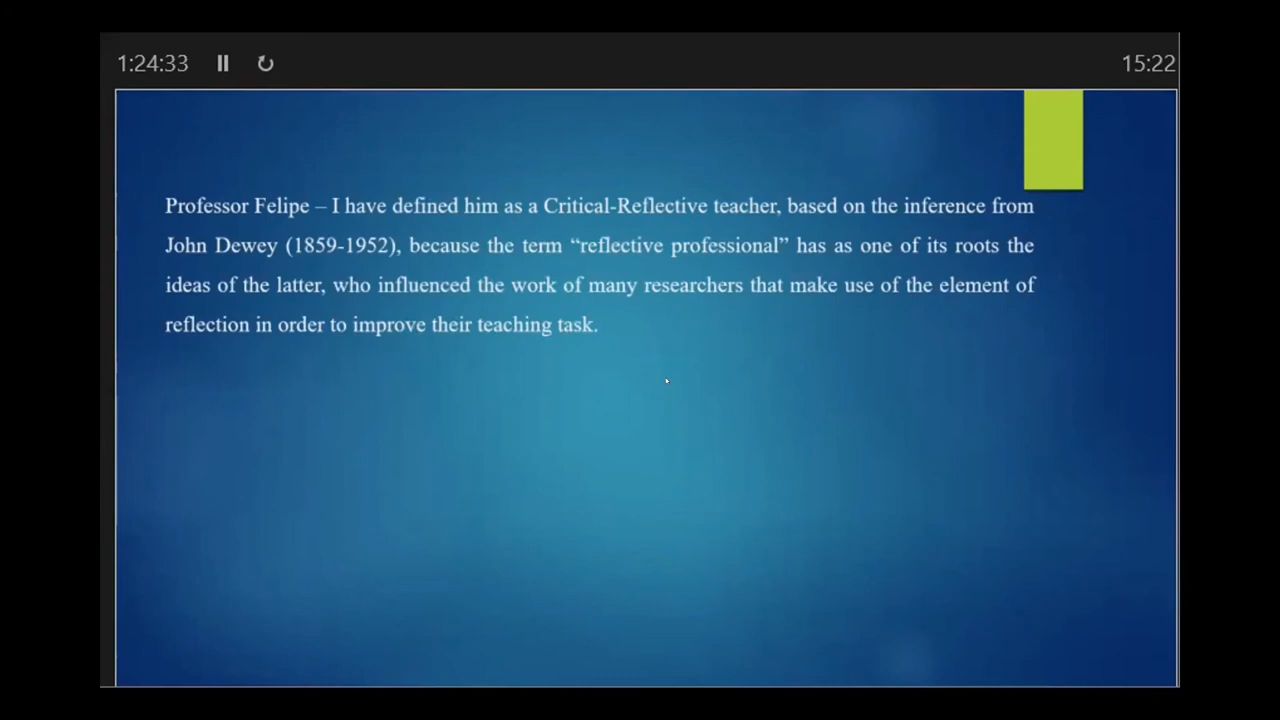 1:24:33
15:22
Professor Felipe – I have defined him as a Critical-Reflective teacher, based on the inference from
John Dewey (1859-1952), because the term “reflective professional” has as one of its roots the
ideas of the latter, who influenced the work of many researchers that make use of the element of
reflection in order to improve their teaching task.